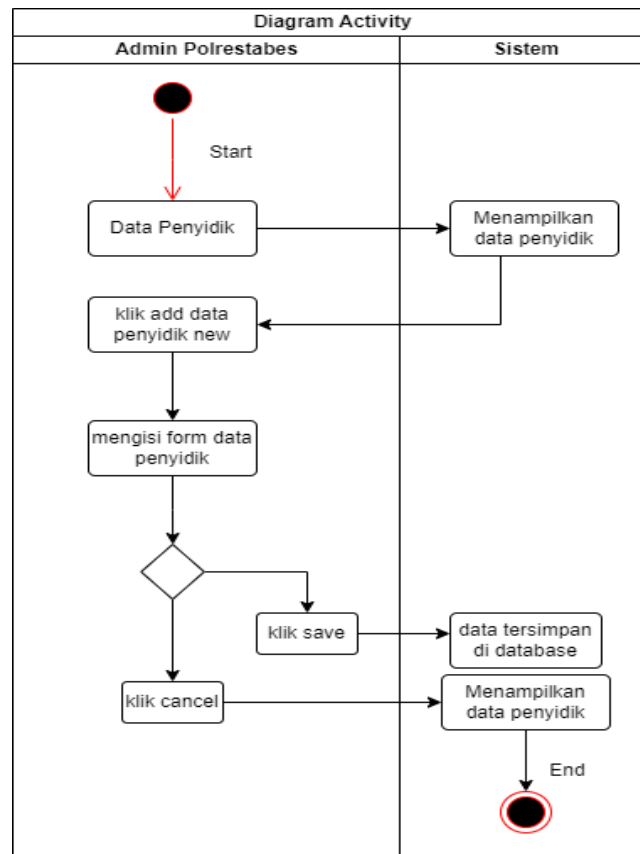 Diagram Activity
Admin Polrestabes
Sistem
Start
Data Penyidik
Menampilkan
data penyidik
klik add data
penyidik new
mengisi form data
penyidik
klik save
data tersimpan
di database
klik cancel
Menampilkan
data penyidik
End